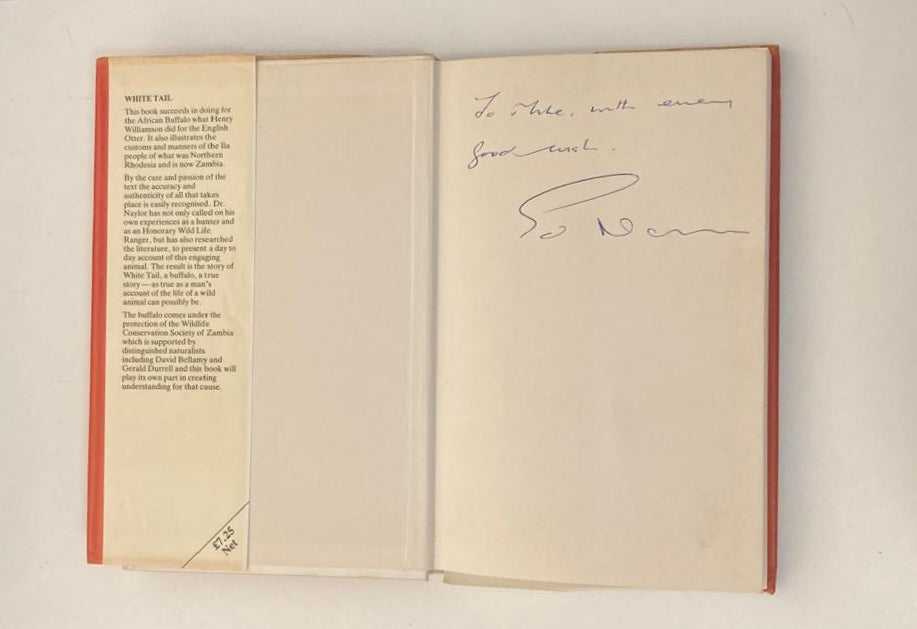 WHITE TAIL
This book succeeds in doing for
the African Buffalo what Henry
Williamson did for the English
Otter. It also illustrates the
customs and manners of the Ila
people of what was Northern
Rhodesia and is now Zambia.
By the care and passion of the
text the accuracy and
authenticity of all that takes
place is easily recognised. Dr.
Naylor has not only called on his
own experiences as a hunter and
as an Honorary Wild Life
Ranger, but has also researched
the literature, to present a day to
day account of this engaging
animal. The result is the story of
White Tail, a buffalo, a true
story — as true as a man's
account of the life of a wild
animal can possibly be.
The buffalo comes under the
protection of the Wildlife
Conservation Society of Zambia
which is supported by
distinguished naturalists
including David Bellamy and
Gerald Durrell and this book will
play its own part in creating
understanding for that cause.
£7.25
Net
To Mike, with every
good wish.